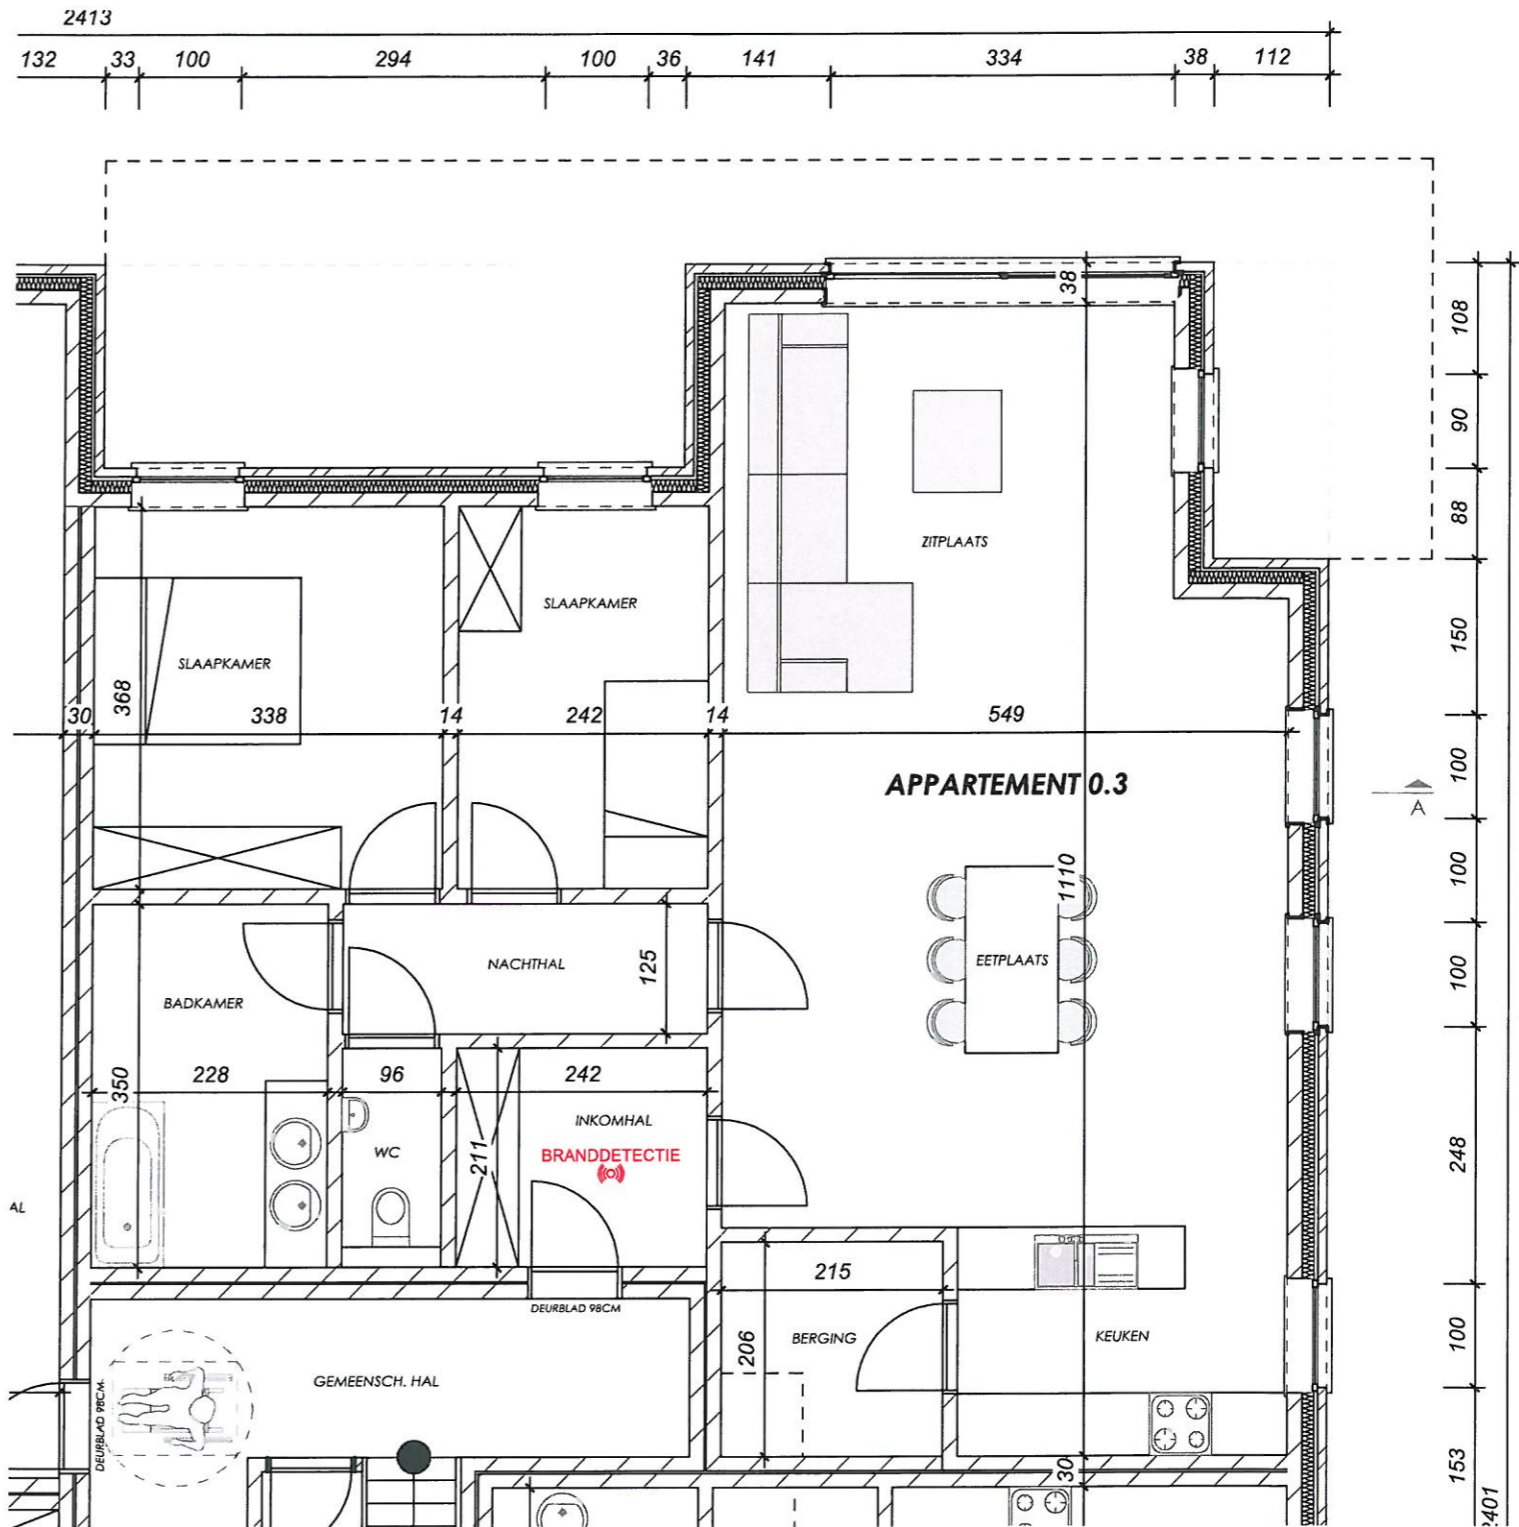 2413
132 33 100 294 100 36 141 334 38 112
38
108
90
ZITPLAATS
88
SLAAPKAMER
SLAAPKAMER
150
368
30 338 14 242 14 549
100
APPARTEMENT 0.3
A
1110
100
NACHTHAL
125
EETPLAATS
100
BADKAMER
350
228 96 242
INKOMHAL
BRANDDETECTIE
WC
211
248
AL
215
DEURBLAD 98CM
206
BERGING
KEUKEN
100
GEMEENSCH. HAL
DEURBLAD 98CM
30
153
2401